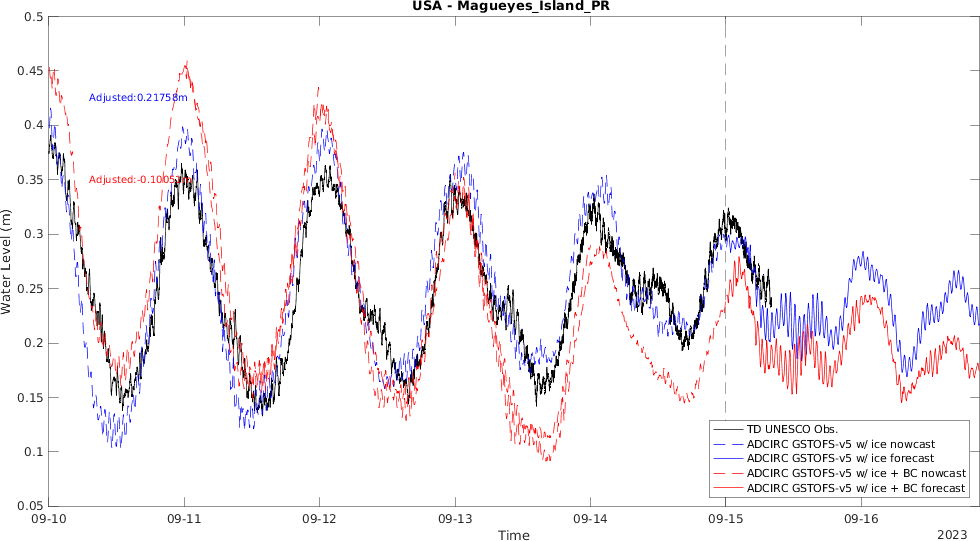 USA - Magueyes_Island_PR
0.5
0.45
0.4
0.35
0.3
0.25
0.2
0.15
0.1
0.05
Water Level (m)
Adjusted:0.21758m
Adjusted:-0.1005
TD UNESCO Obs.
ADCIRC GSTOFS-v5 w/ ice nowcast
ADCIRC GSTOFS-v5 w/ ice forecast
ADCIRC GSTOFS-v5 w/ ice + BC nowcast
ADCIRC GSTOFS-v5 w/ ice + BC forecast
09-10 09-11 09-12 09-13 09-14 09-15 09-16
Time
2023